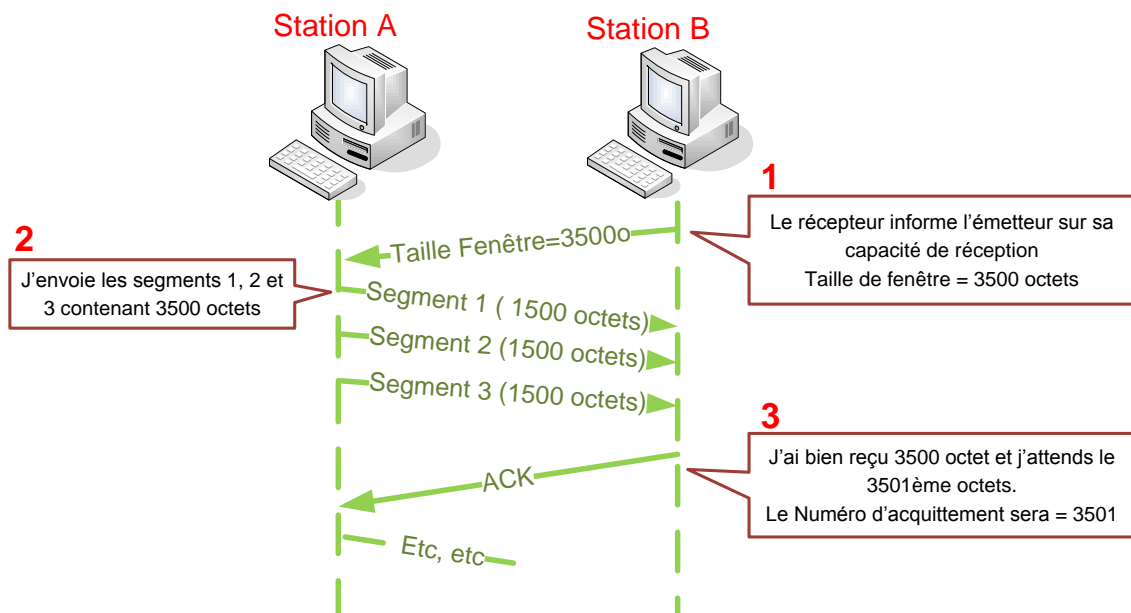 Station A
Station B
1
Le récepteur informe l’émetteur sur sa
capacité de réception
Taille de fenêtre = 3500 octets
Taille Fenêtre=3500o
2
J’envoie les segments 1, 2 et
3 contenant 3500 octets
Segment 1 ( 1500 octets)
Segment 2 (1500 octets)
Segment 3 (1500 octets)
3
J’ai bien reçu 3500 octet et j’attends le
3501ème octets.
Le Numéro d’acquittement sera = 3501
ACK
Etc, etc